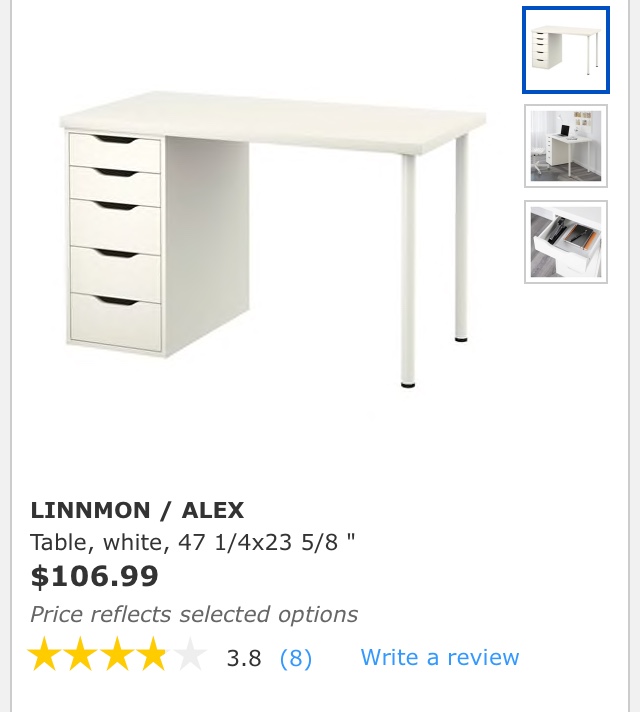 LINNMON / ALEX
Table, white, 47 1/4x23 5/8 "
$106.99
Price reflects selected options
3.8 (8) Write a review